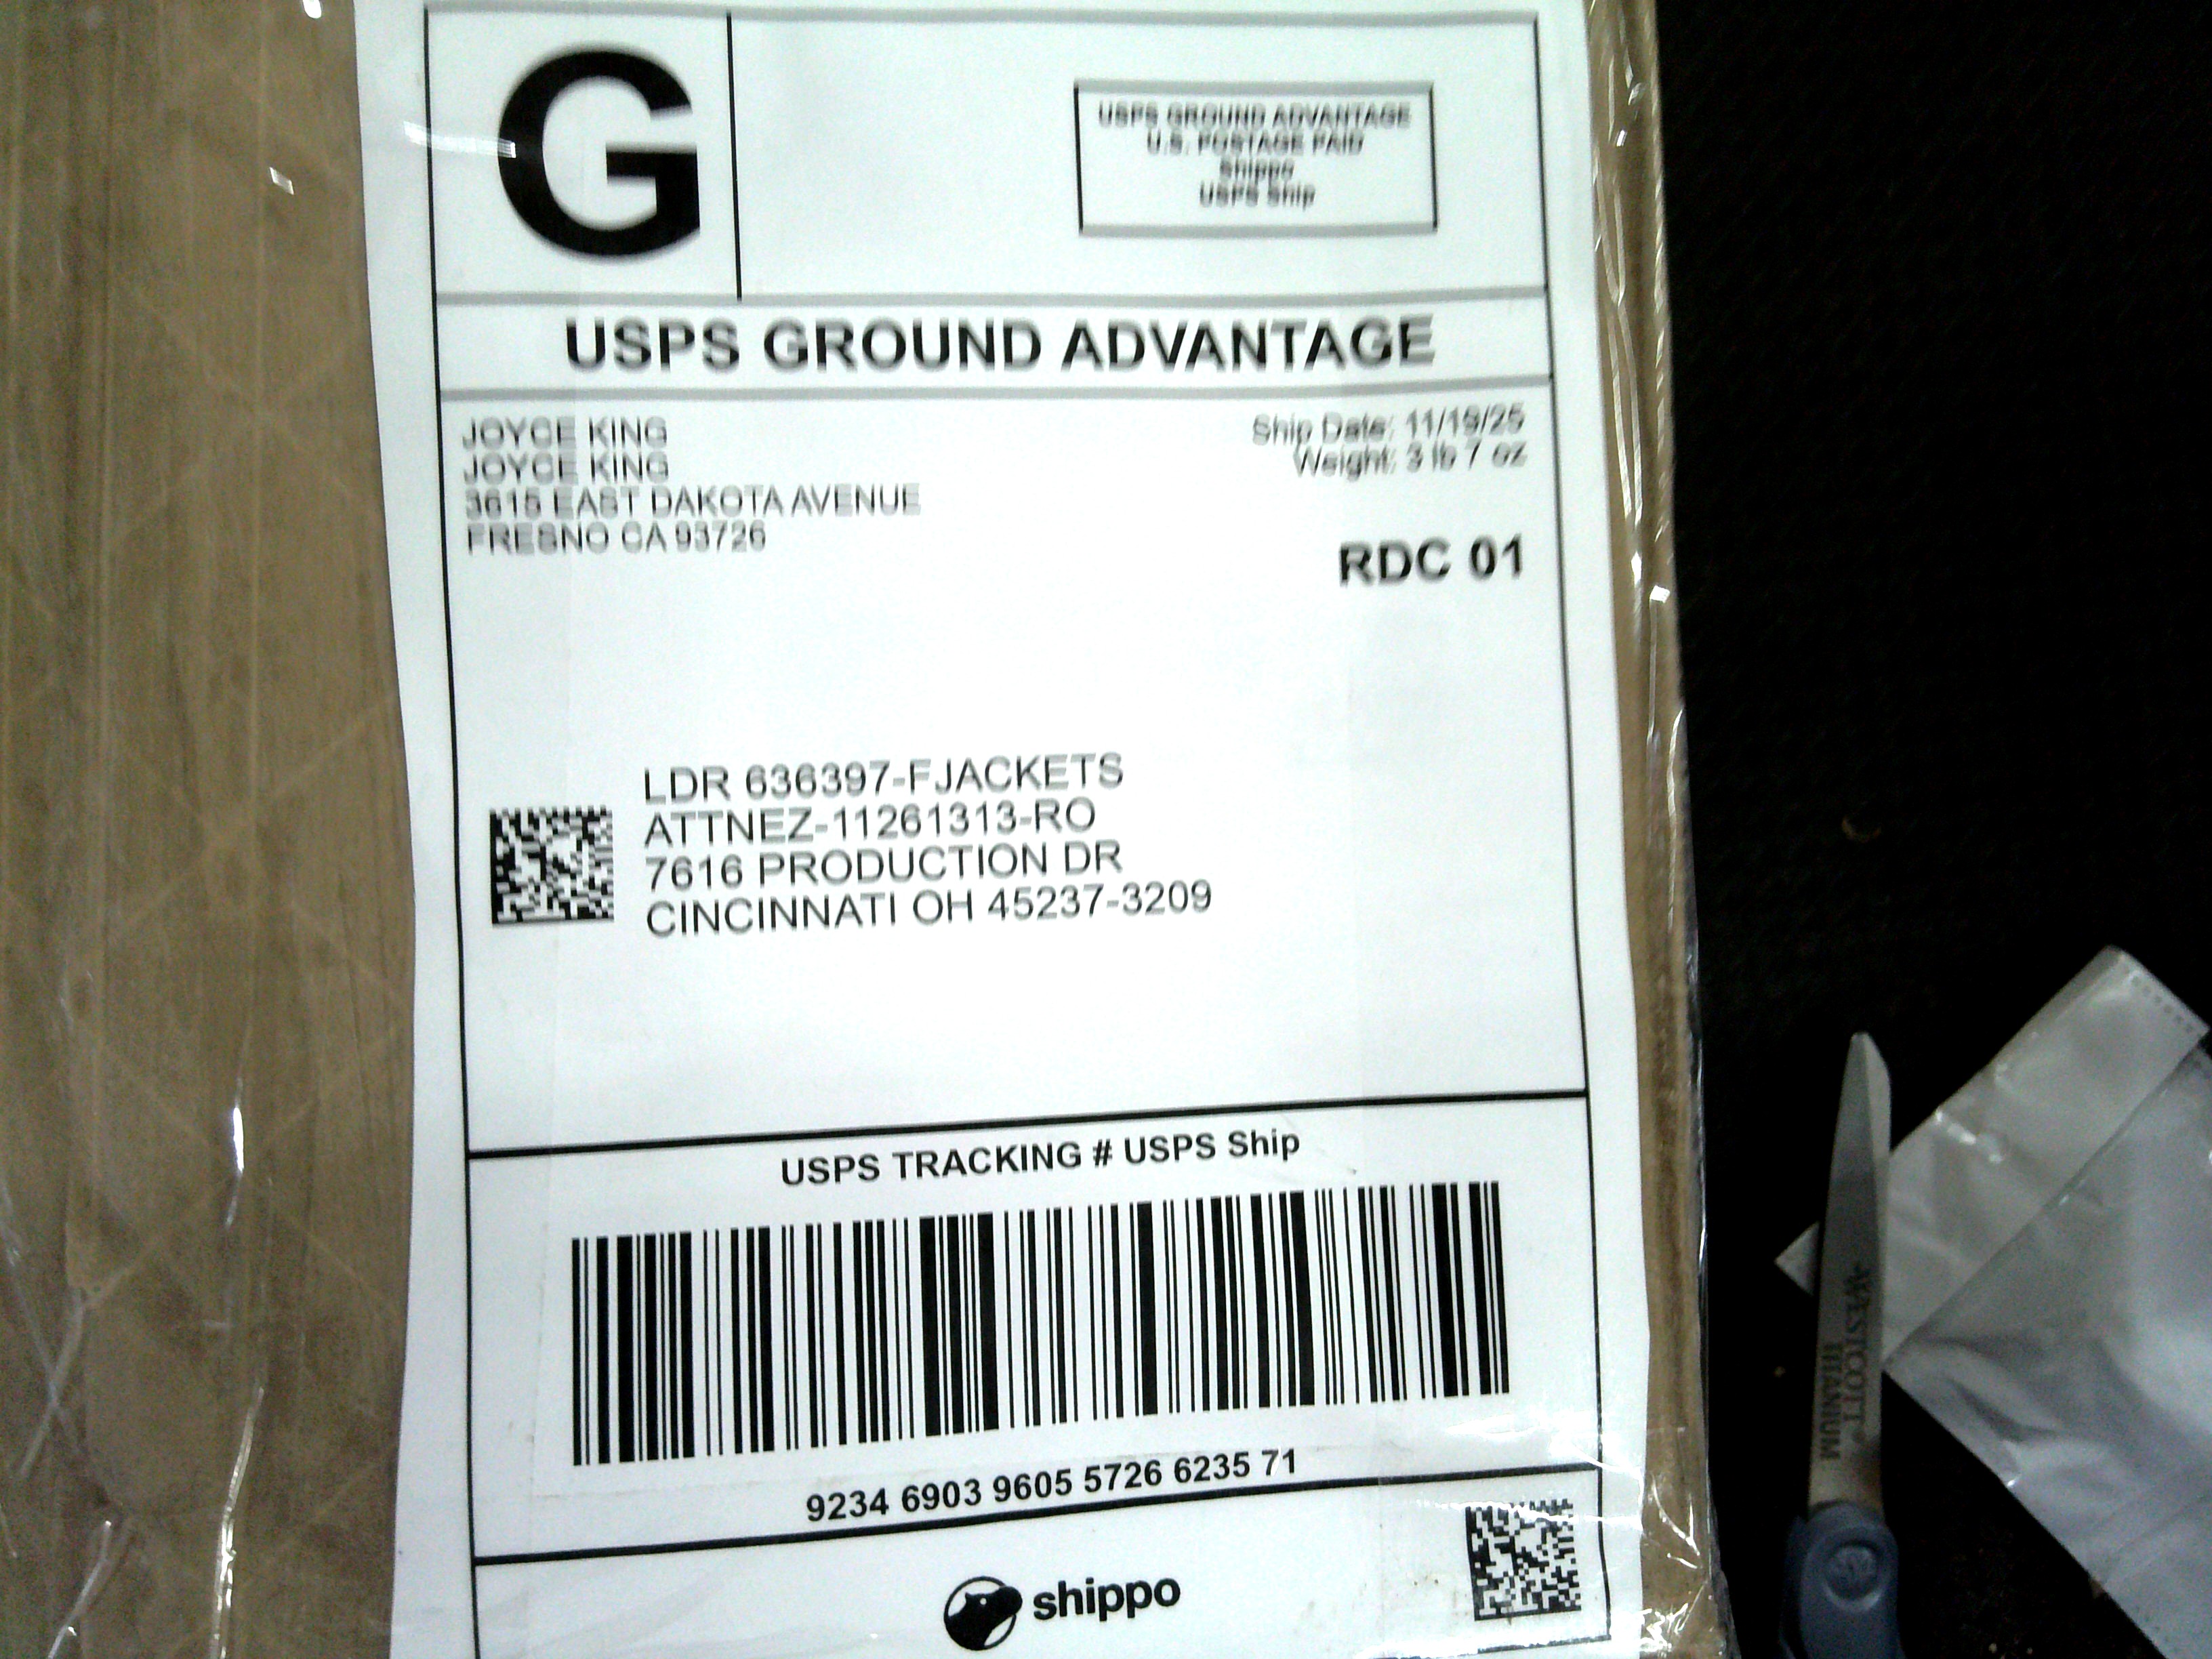 G
USPS GROUND ADVANTAGE
U.S. POSTAGE PAID
Shippo
USPS Ship
USPS GROUND ADVANTAGE
JOYCE KING
JOYCE KING
3615 EAST DAKOTA AVENUE
FRESNO CA 93726
Ship Date: 11/19/25
Weight: 3 lb 7 oz
RDC 01
LDR 636397-FJACKETS
ATTNEZ-11261313-RO
7616 PRODUCTION DR
CINCINNATI OH 45237-3209
USPS TRACKING # USPS Ship
9234 6903 9605 5726 6235 71
shippo
WESTCOTT
TITANIUM